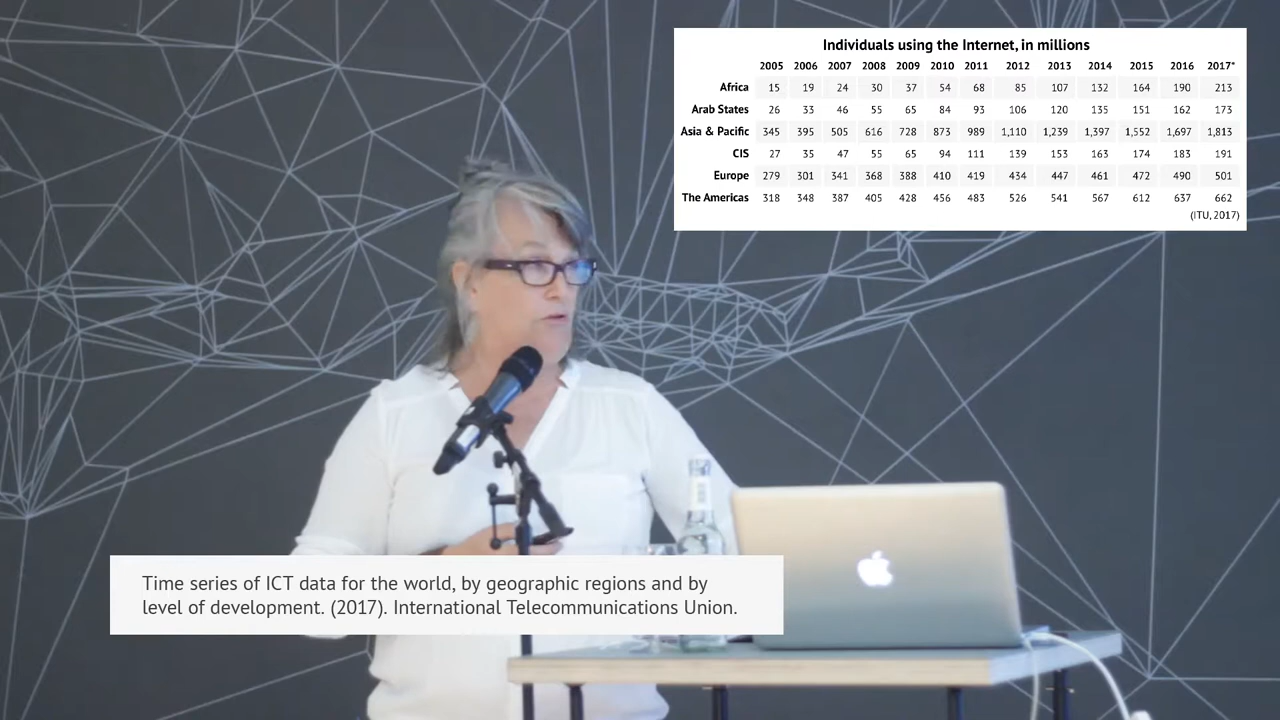 Individuals using the Internet, in millions
2005 2006 2007 2008 2009 2010 2011 2012 2013 2014 2015 2016 2017*
Africa 15 19 24 30 37 54 68 85 107 132 164 190 213
Arab States 26 33 46 55 65 84 93 106 120 135 151 162 173
Asia & Pacific 345 395 505 616 728 873 989 1,110 1,239 1,397 1,552 1,697 1,813
CIS 27 35 47 55 65 94 111 139 153 163 174 183 191
Europe 279 301 341 368 388 410 419 434 447 461 472 490 501
The Americas 318 348 387 405 428 456 483 526 541 567 612 637 662
(ITU, 2017)
Time series of ICT data for the world, by geographic regions and by
level of development. (2017). International Telecommunications Union.